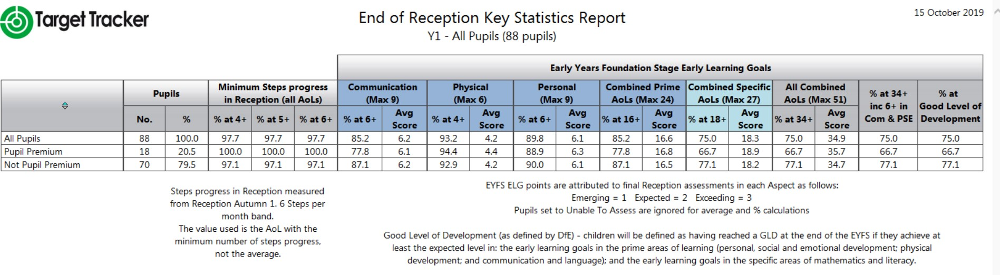 Target Tracker
End of Reception Key Statistics Report
15 October 2019
Y1 - All Pupils (88 pupils)
Early Years Foundation Stage Early Learning Goals
Pupils
Minimum Steps progress
in Reception (all AoLs)
Communication
(Max 9)
Physical
(Max 6)
Personal
(Max 9)
Combined Prime
AoLs (Max 24)
Combined Specific
AoLs (Max 27)
All Combined
AoLs (Max 51)
% at 34+
inc 6+ in
Com & PSE
% at
Good Level of
Development
No. % % at 4+ % at 5+ % at 6+ % at 6+ Avg Score % at 4+ Avg Score % at 6+ Avg Score % at 16+ Avg Score % at 18+ Avg Score % at 34+ Avg Score
All Pupils 88 100.0 97.7 97.7 97.7 85.2 6.2 93.2 4.2 89.8 6.1 85.2 16.6 75.0 18.3 75.0 34.9 75.0 75.0
Pupil Premium 18 20.5 100.0 100.0 100.0 77.8 6.1 94.4 4.4 88.9 6.3 77.8 16.8 66.7 18.9 66.7 35.7 66.7 66.7
Not Pupil Premium 70 79.5 97.1 97.1 97.1 87.1 6.2 92.9 4.2 90.0 6.1 87.1 16.5 77.1 18.2 77.1 34.7 77.1 77.1
Steps progress in Reception measured
from Reception Autumn 1. 6 Steps per
month band.
The value used is the AoL with the
minimum number of steps progress,
not the average.
EYFS ELG points are attributed to final Reception assessments in each Aspect as follows:
Emerging = 1 Expected = 2 Exceeding = 3
Pupils set to Unable To Assess are ignored for average and % calculations
Good Level of Development (as defined by DfE) - children will be defined as having reached a GLD at the end of the EYFS if they achieve at
least the expected level in: the early learning goals in the prime areas of learning (personal, social and emotional development; physical
development; and communication and language); and the early learning goals in the specific areas of mathematics and literacy.